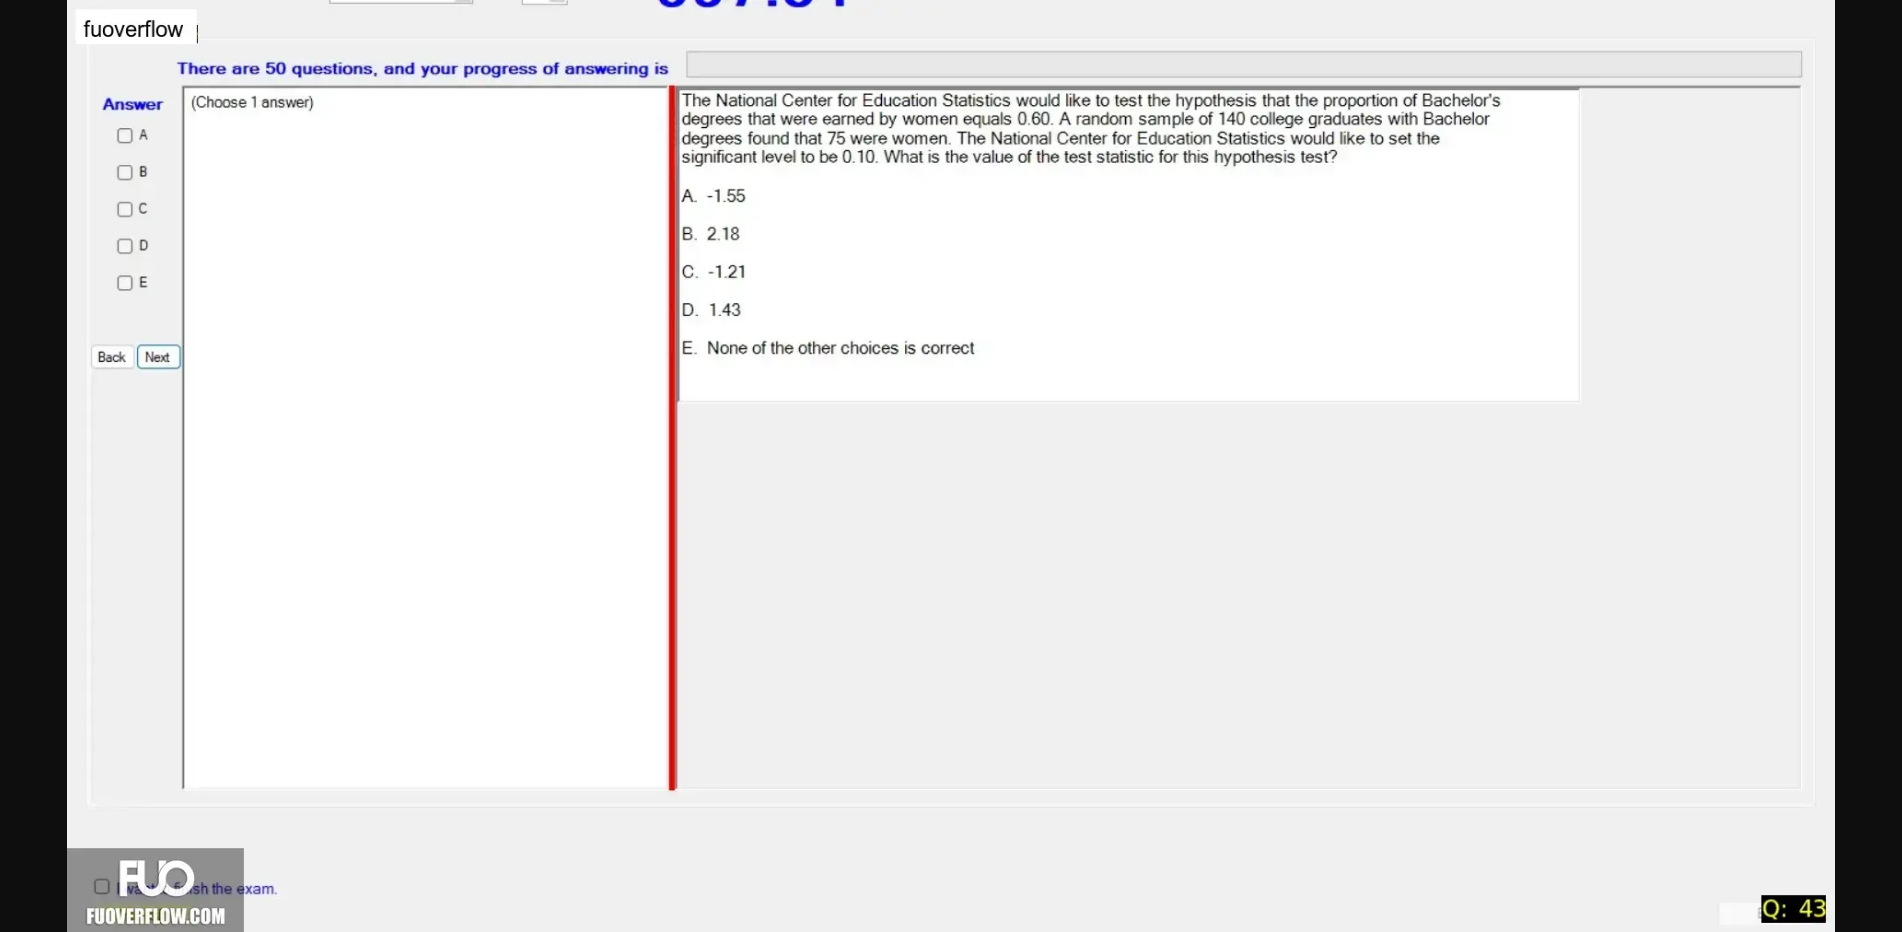 fuoverflow
There are 50 questions, and your progress of answering is
Answer
(Choose 1 answer)
A
B
C
D
E
Back Next
The National Center for Education Statistics would like to test the hypothesis that the proportion of Bachelor's
degrees that were earned by women equals 0.60. A random sample of 140 college graduates with Bachelor
degrees found that 75 were women. The National Center for Education Statistics would like to set the
significant level to be 0.10. What is the value of the test statistic for this hypothesis test?
A. -1.55
B. 2.18
C. -1.21
D. 1.43
E. None of the other choices is correct
FUO
sh the exam.
FUOVERFLOW.COM
Q: 43